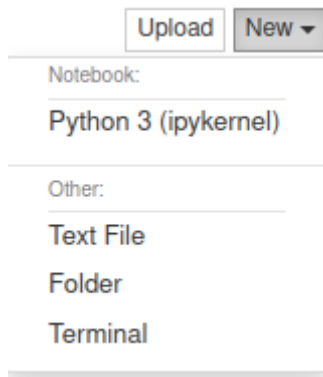 Upload New
Notebook:
Python 3 (ipykernel)
Other:
Text File
Folder
Terminal